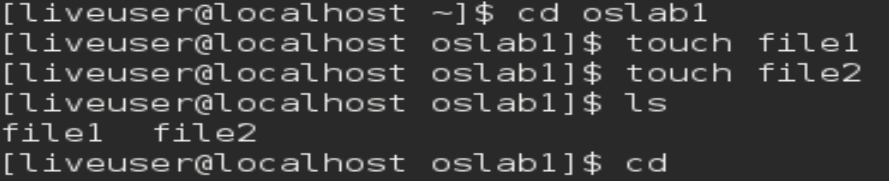 [liveuser@localhost ~]$ cd oslab1
[liveuser@localhost oslab1]$ touch file1
[liveuser@localhost oslab1]$ touch file2
[liveuser@localhost oslab1]$ ls
file1  file2
[liveuser@localhost oslab1]$ cd